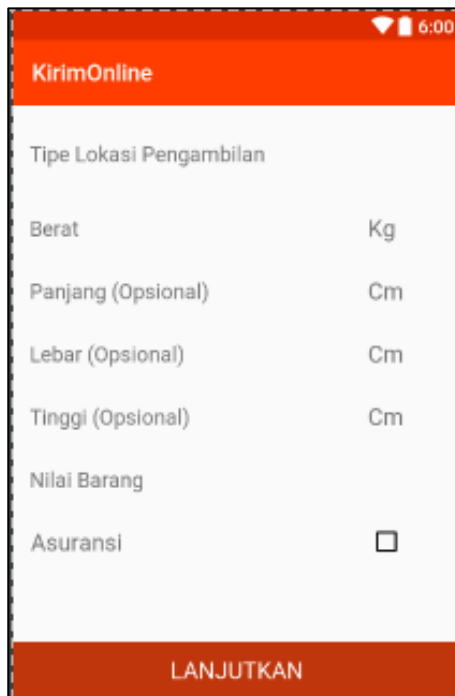 6:00
KirimOnline
Tipe Lokasi Pengambilan
Berat Kg
Panjang (Opsional) Cm
Lebar (Opsional) Cm
Tinggi (Opsional) Cm
Nilai Barang
Asuransi
LANJUTKAN